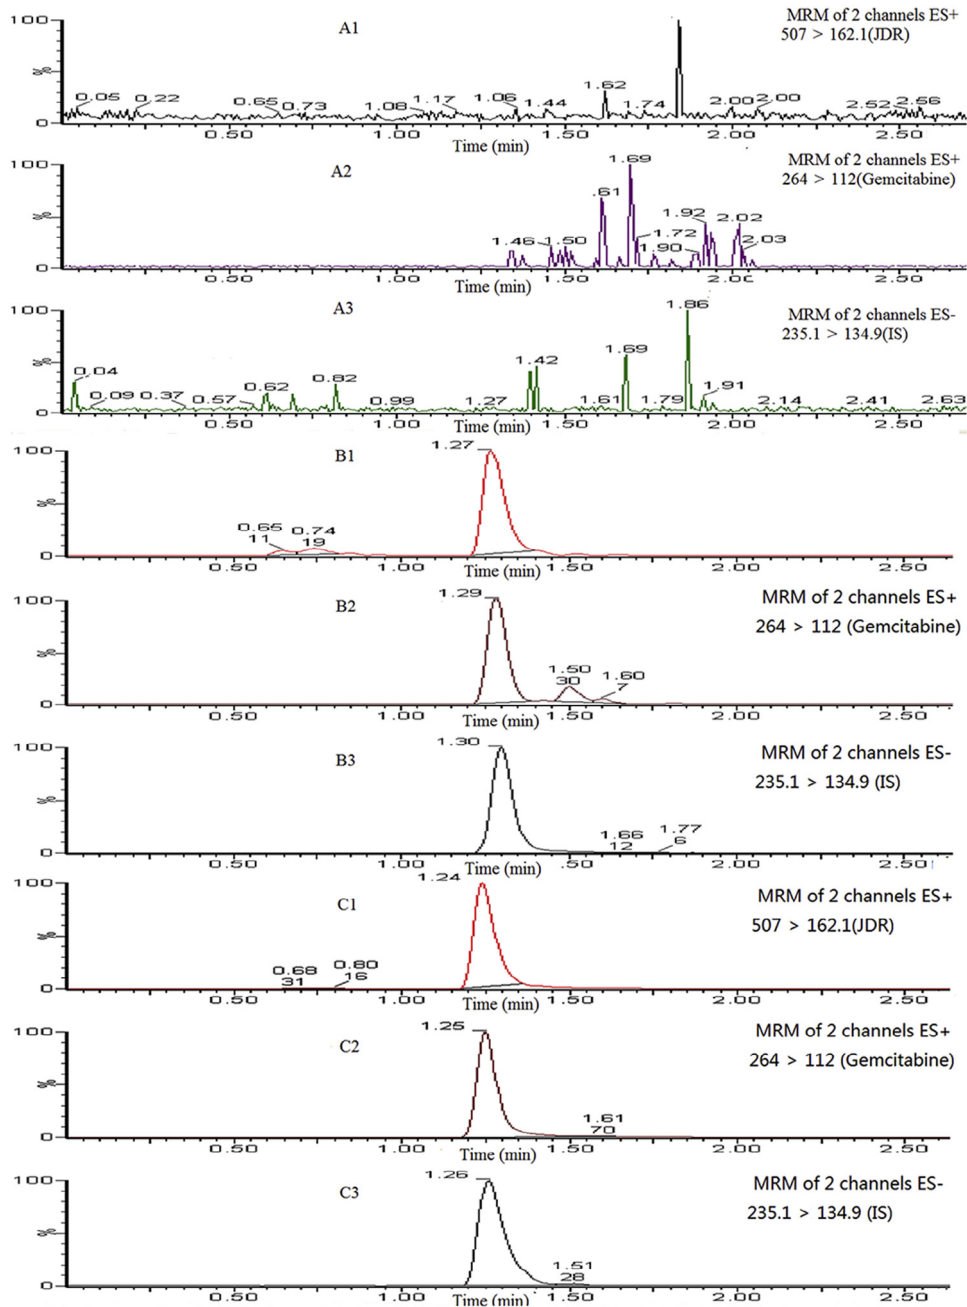 100
A1
MRM of 2 channels ES+
507 > 162.1(JDR)
%
0.05 0.22 0.65 0.73 1.08 1.17 1.06 1.44 1.62 1.74 2.00 2.00 2.52 2.56
0
0.50 1.00 1.50 2.00 2.50
Time (min)
100
A2
MRM of 2 channels ES+
264 > 112(Gemcitabine)
%
1.46 1.50 .61 1.69 1.72 1.90 1.92 2.02 2.03
0
0.50 1.00 1.50 2.00 2.50
Time (min)
100
A3
MRM of 2 channels ES-
235.1 > 134.9(IS)
%
0.04 0.09 0.37 0.57 0.62 0.82 0.99 1.27 1.42 1.61 1.69 1.79 1.86 1.91 2.14 2.41 2.63
0
0.50 1.00 1.50 2.00 2.50
Time (min)
100
B1
1.27
%
0.65 0.74
11 19
0
0.50 1.00 1.50 2.00 2.50
Time (min)
100
B2
1.29
MRM of 2 channels ES+
264 > 112 (Gemcitabine)
%
1.50 1.60
30 7
0
0.50 1.00 1.50 2.00 2.50
Time (min)
100
B3
1.30
MRM of 2 channels ES-
235.1 > 134.9 (IS)
%
1.66 1.77
12 6
0
0.50 1.00 1.50 2.00 2.50
Time (min)
100
C1
1.24
MRM of 2 channels ES+
507 > 162.1(JDR)
%
0.68 0.80
31 16
0
0.50 1.00 1.50 2.00 2.50
Time (min)
100
C2
1.25
MRM of 2 channels ES+
264 > 112 (Gemcitabine)
%
1.61
70
0
0.50 1.00 1.50 2.00 2.50
Time (min)
100
C3
1.26
MRM of 2 channels ES-
235.1 > 134.9 (IS)
%
1.51
28
0
0.50 1.00 1.50 2.00 2.50
Time (min)